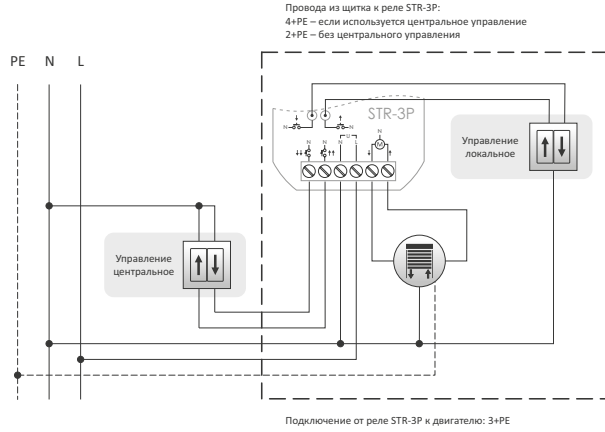 Провода из щитка к реле STR-3P:
4+PE – если используется центральное управление
2+PE – без центрального управления
PE N L
STR-3P
N N
U
N N N L
N
M
Управление
локальное
Управление
центральное
Подключение от реле STR-3P к двигателю: 3+PE